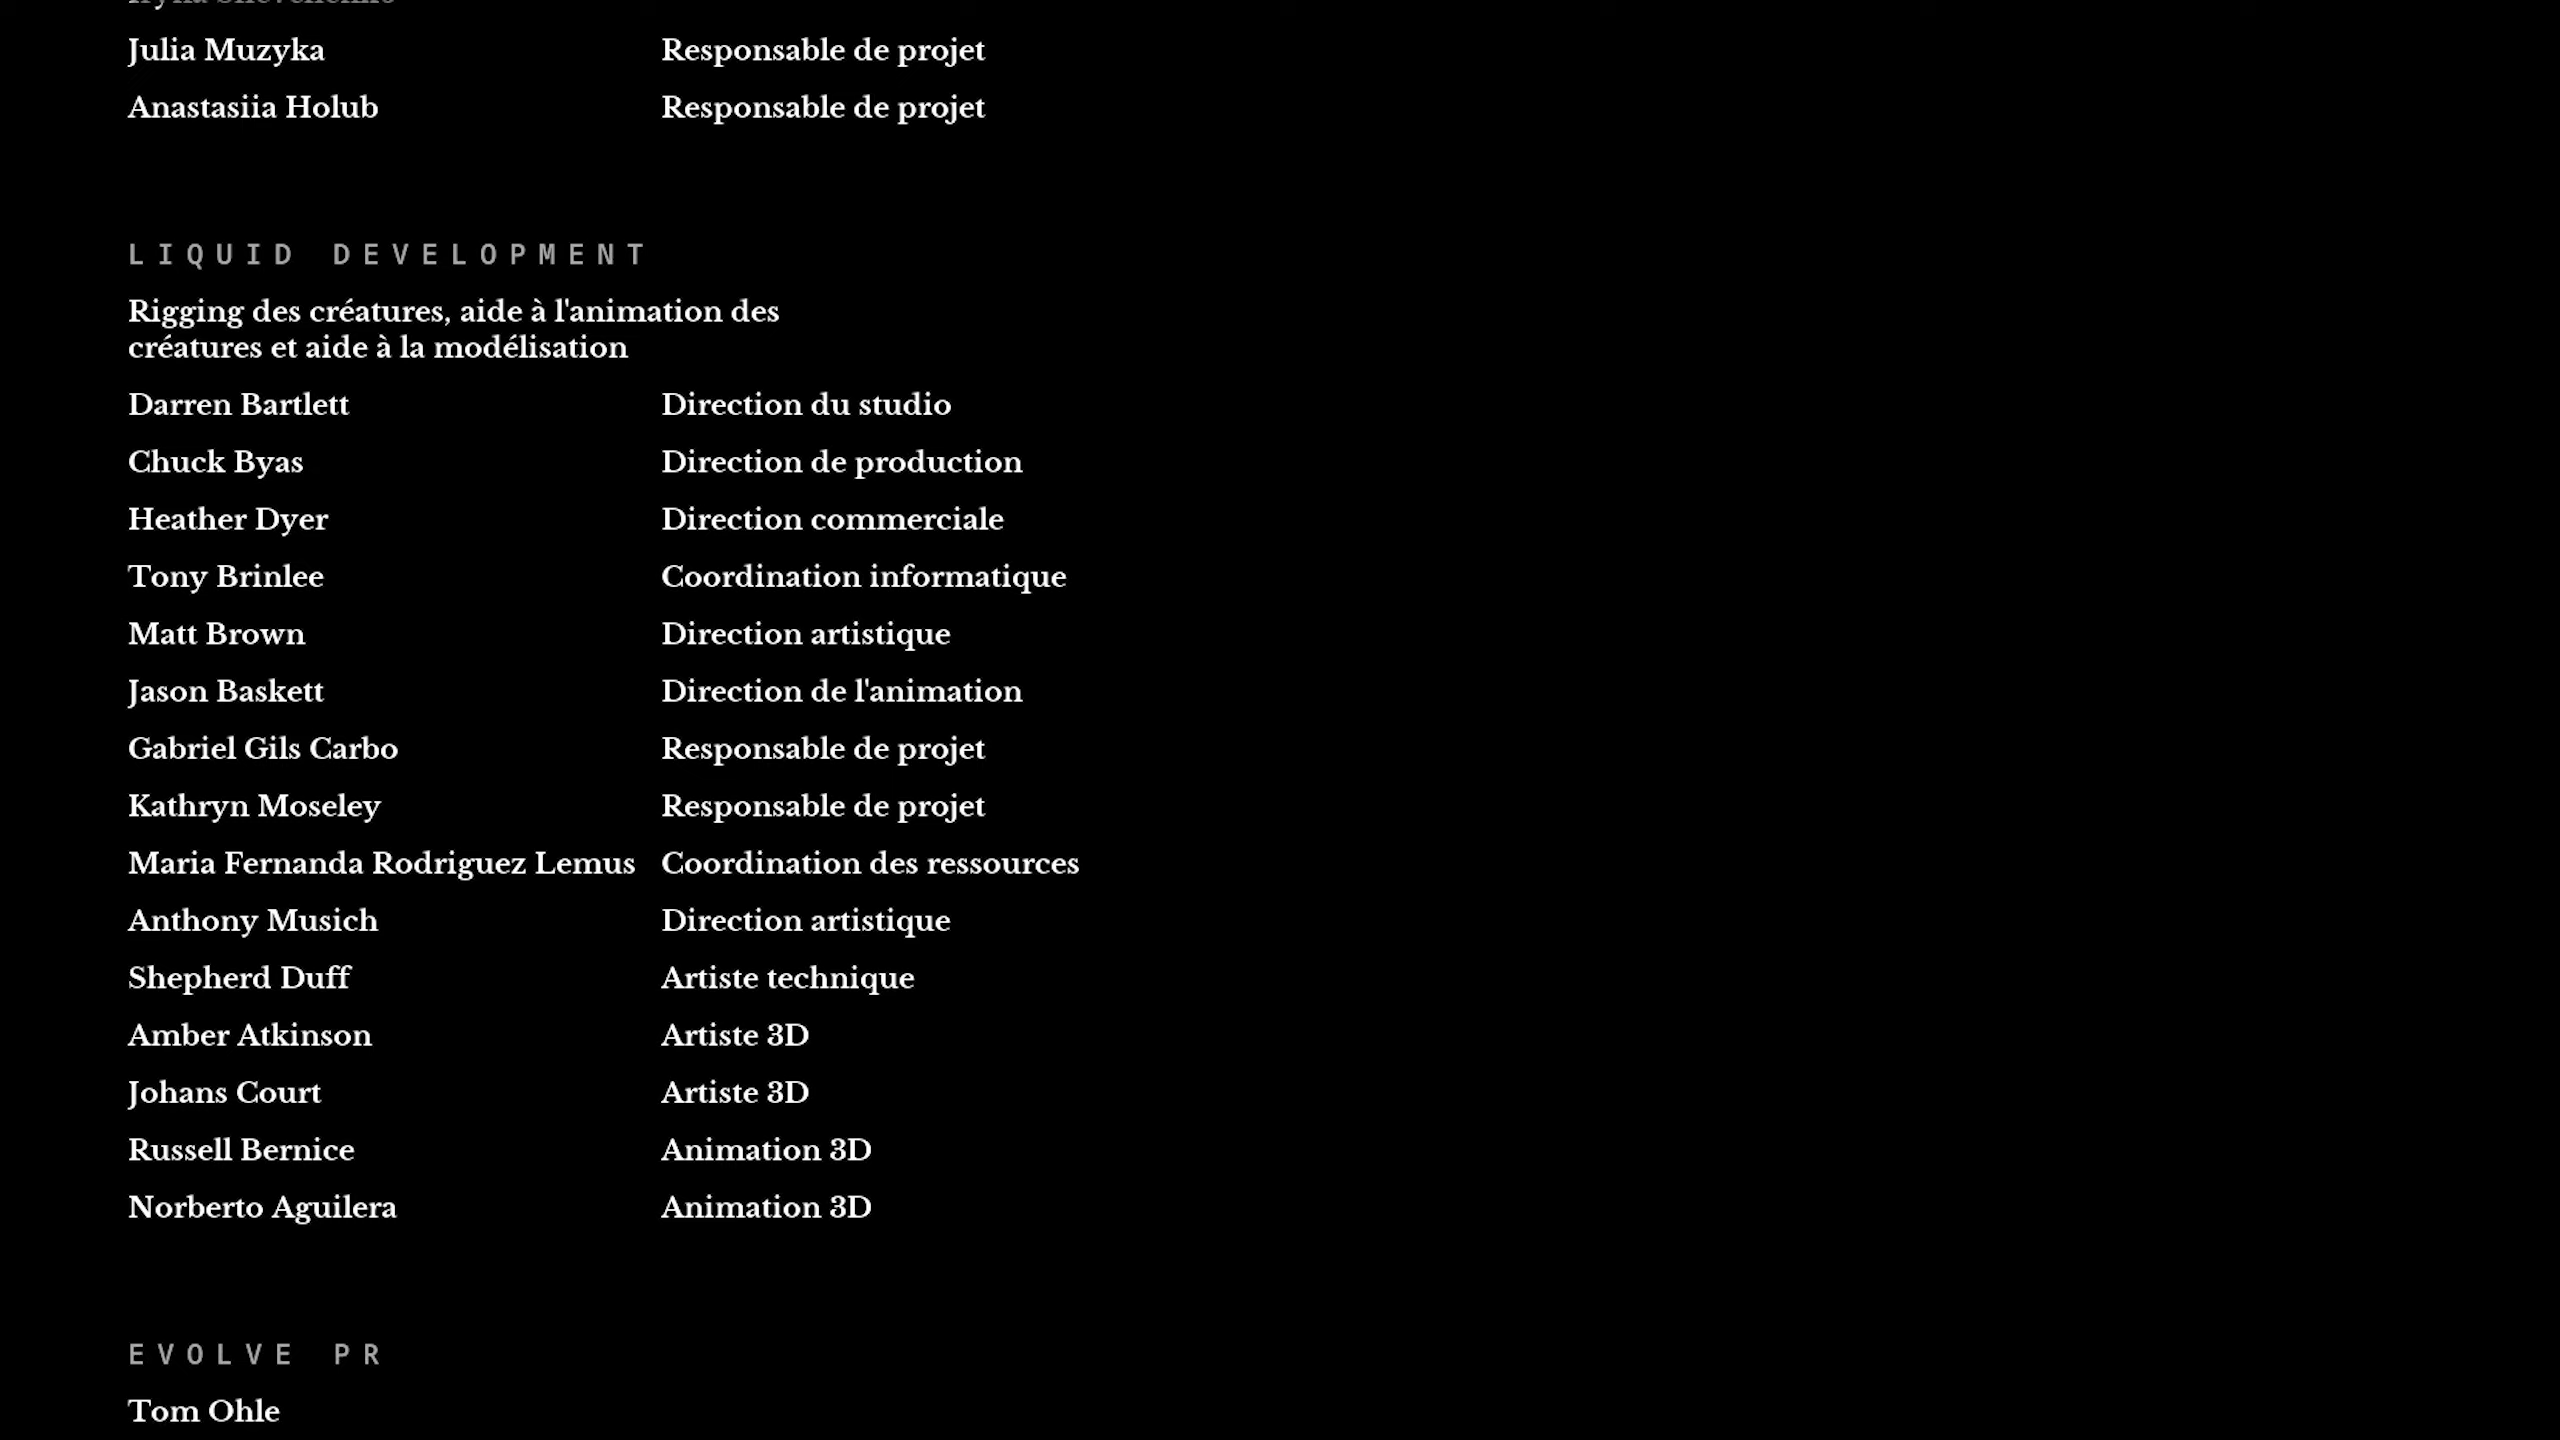 Julia Muzyka Responsable de projet
Anastasiia Holub Responsable de projet
LIQUID DEVELOPMENT
Rigging des créatures, aide à l'animation des
créatures et aide à la modélisation
Darren Bartlett Direction du studio
Chuck Byas Direction de production
Heather Dyer Direction commerciale
Tony Brinlee Coordination informatique
Matt Brown Direction artistique
Jason Baskett Direction de l'animation
Gabriel Gils Carbo Responsable de projet
Kathryn Moseley Responsable de projet
Maria Fernanda Rodriguez Lemus Coordination des ressources
Anthony Musich Direction artistique
Shepherd Duff Artiste technique
Amber Atkinson Artiste 3D
Johans Court Artiste 3D
Russell Bernice Animation 3D
Norberto Aguilera Animation 3D
EVOLVE PR
Tom Ohle